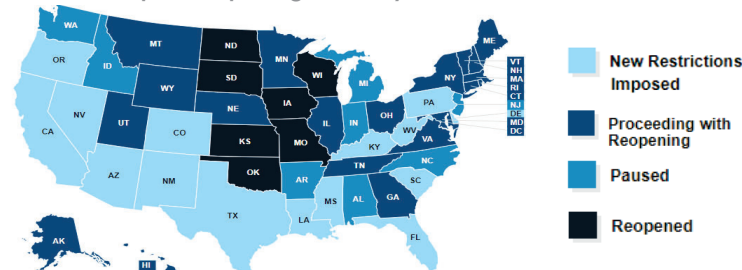 WA
MT
ND
MN
ME
OR
ID
SD
WI
MI
NY
VT
NH
MA
RI
CT
NJ
DE
MD
DC
WY
NE
IA
PA
NV
UT
CO
IL
IN
OH
WV
VA
CA
KS
MO
KY
NC
TN
AZ
NM
OK
AR
SC
MS
AL
GA
TX
LA
FL
AK
HI
New Restrictions
Imposed
Proceeding with
Reopening
Paused
Reopened